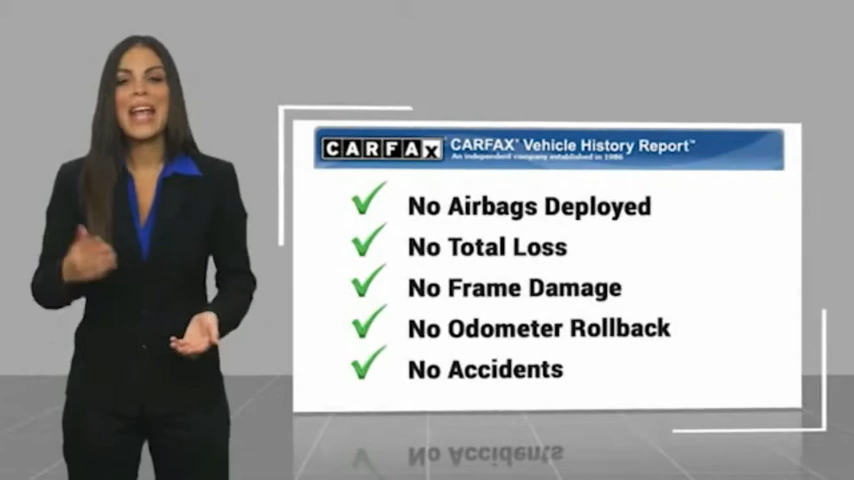 CARFAX CARFAX® Vehicle History Report™
An independent company established in 1986
No Airbags Deployed
No Total Loss
No Frame Damage
No Odometer Rollback
No Accidents
No Accidents